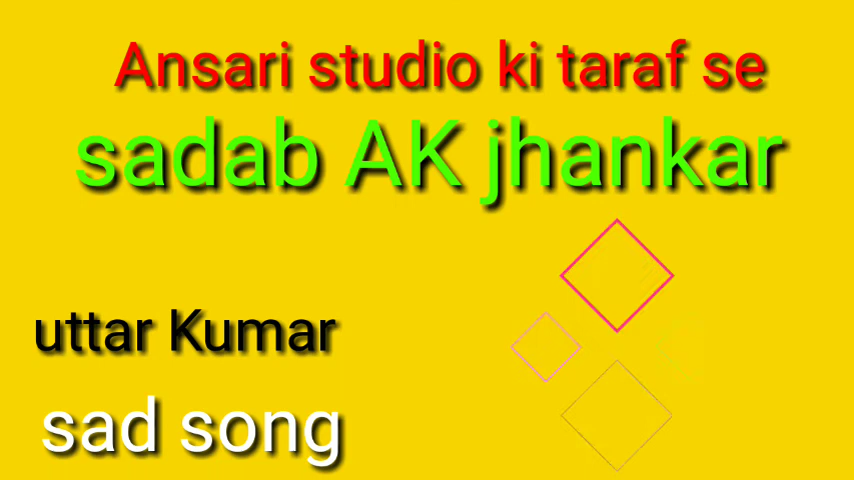 Ansari studio ki taraf se
sadab AK jhankar
uttar Kumar
sad song